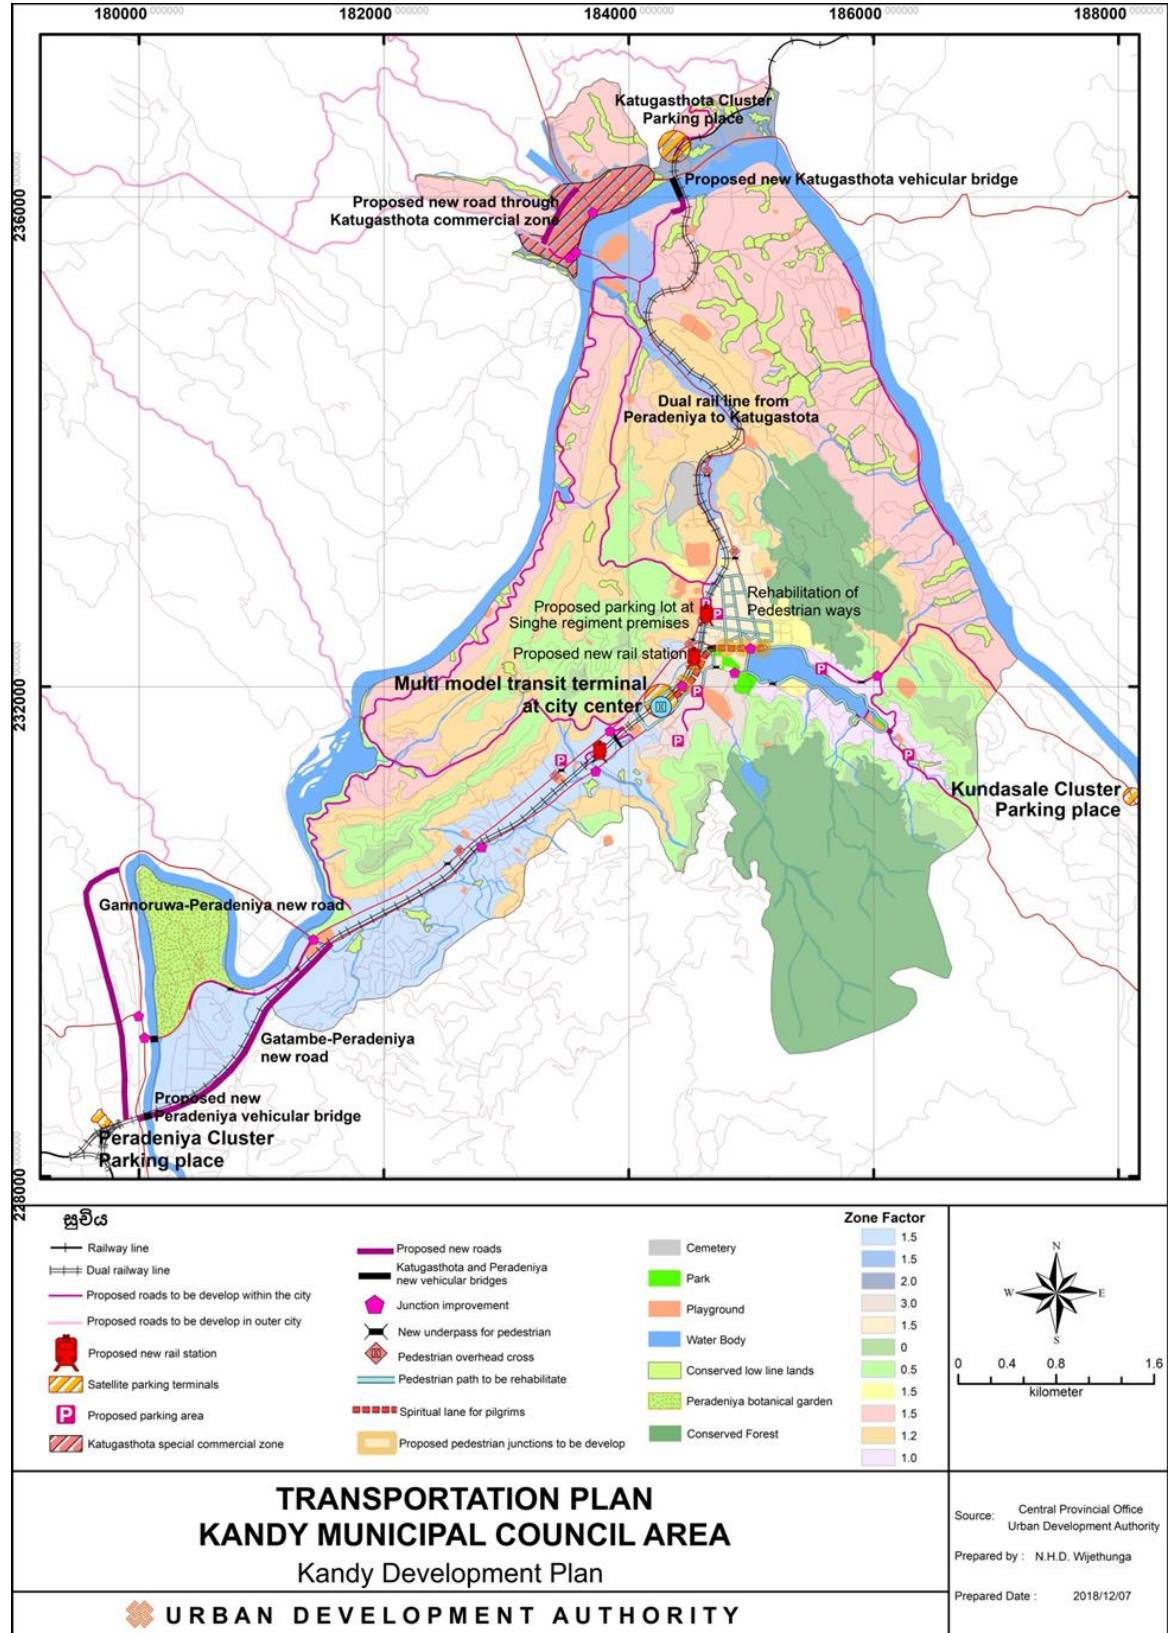 180000 000000
182000 000000
184000 000000
186000 000000
188000 000000
236000 000000
232000 000000
228000 000000
Katugasthota Cluster
Parking place
Proposed new Katugasthota vehicular bridge
Proposed new road through
Katugasthota commercial zone
Dual rail line from
Peradeniya to Katugastota
Rehabilitation of
Pedestrian ways
Proposed parking lot at
Singhe regiment premises
Proposed new rail station
Multi model transit terminal
at city center
P
P
P
P
P
P
P
Kundasale Cluster
Parking place
Gannoruwa-Peradeniya new road
Gatambe-Peradeniya
new road
Proposed new
Peradeniya vehicular bridge
Peradeniya Cluster
Parking place
සූචිය
Railway line
Dual railway line
Proposed roads to be develop within the city
Proposed roads to be develop in outer city
Proposed new rail station
Satellite parking terminals
P Proposed parking area
Katugasthota special commercial zone
Proposed new roads
Katugasthota and Peradeniya
new vehicular bridges
Junction improvement
New underpass for pedestrian
Pedestrian overhead cross
Pedestrian path to be rehabilitate
Spiritual lane for pilgrims
Proposed pedestrian junctions to be develop
Cemetery
Park
Playground
Water Body
Conserved low line lands
Peradeniya botanical garden
Conserved Forest
Zone Factor
1.5
1.5
2.0
3.0
1.5
0
0.5
1.5
1.5
1.2
1.0
N
W E
S
0 0.4 0.8 1.6
kilometer
TRANSPORTATION PLAN
KANDY MUNICIPAL COUNCIL AREA
Kandy Development Plan
URBAN DEVELOPMENT AUTHORITY
Source: Central Provincial Office
Urban Development Authority
Prepared by : N.H.D. Wijethunga
Prepared Date : 2018/12/07